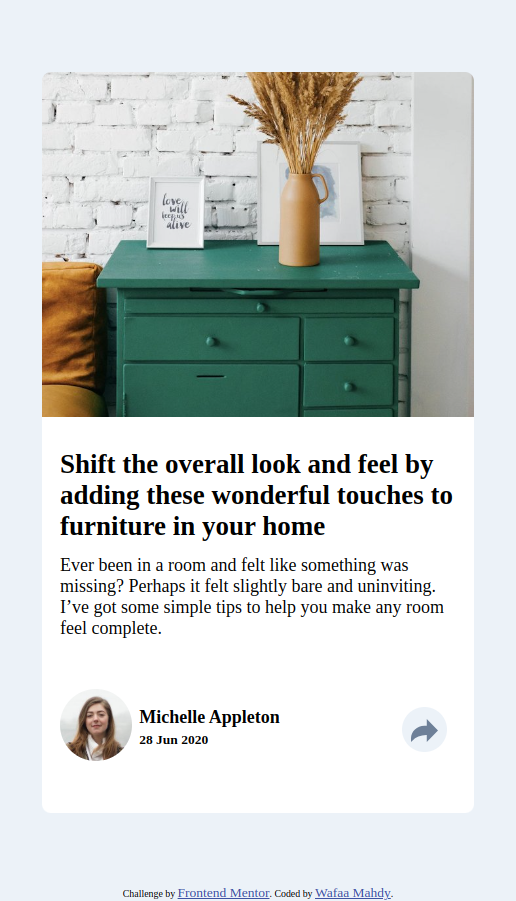 love
will
keep us
alive
Shift the overall look and feel by
adding these wonderful touches to
furniture in your home
Ever been in a room and felt like something was
missing? Perhaps it felt slightly bare and uninviting.
I’ve got some simple tips to help you make any room
feel complete.
Michelle Appleton
28 Jun 2020
Challenge by Frontend Mentor. Coded by Wafaa Mahdy.